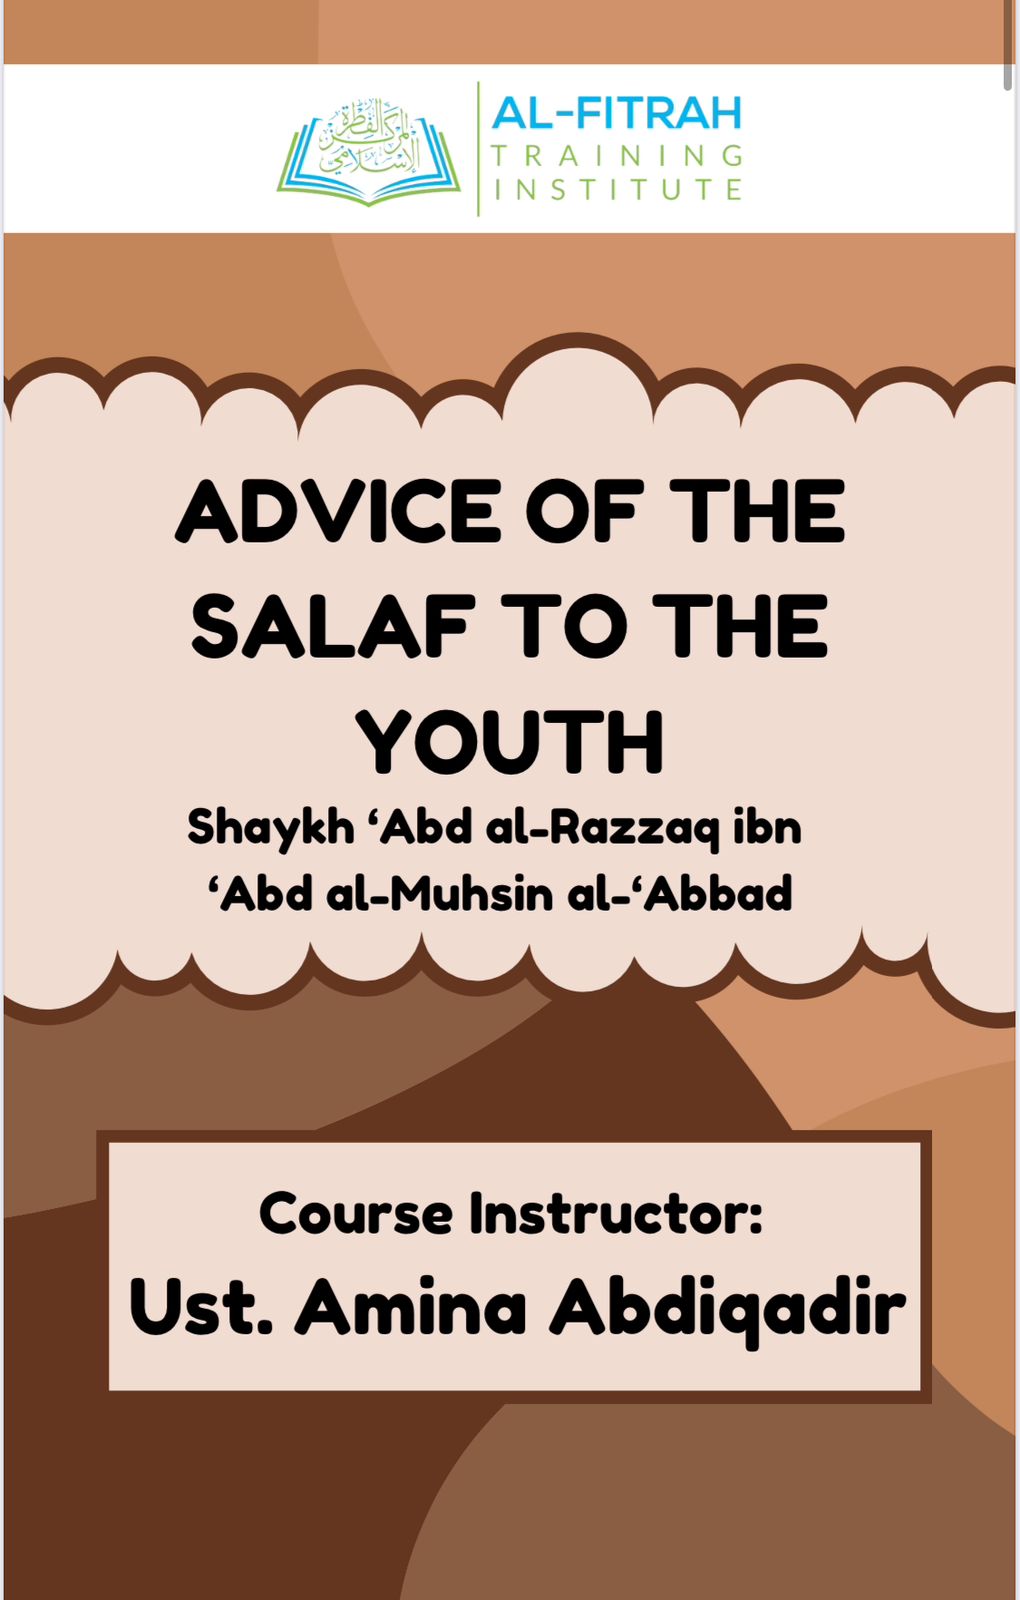 المركز الفطرة
الإسلامي
AL-FITRAH
TRAINING
INSTITUTE
ADVICE OF THE
SALAF TO THE
YOUTH
Shaykh ‘Abd al-Razzaq ibn
‘Abd al-Muhsin al-‘Abbad
Course Instructor:
Ust. Amina Abdiqadir